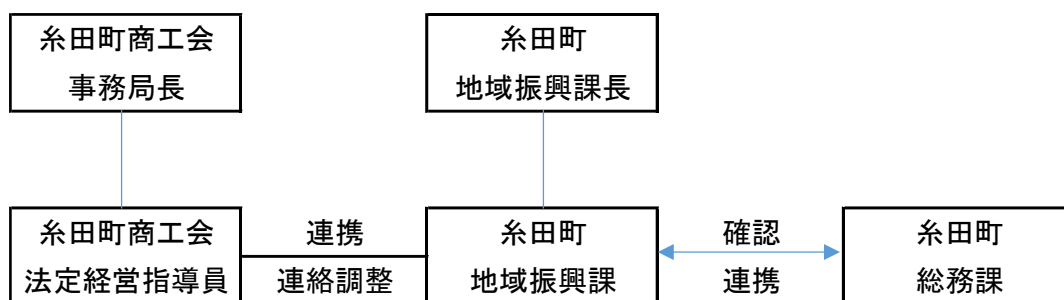 糸田町商工会
事務局長
糸田町
地域振興課長
糸田町商工会
法定経営指導員
連携
連絡調整
糸田町
地域振興課
確認
連携
糸田町
総務課